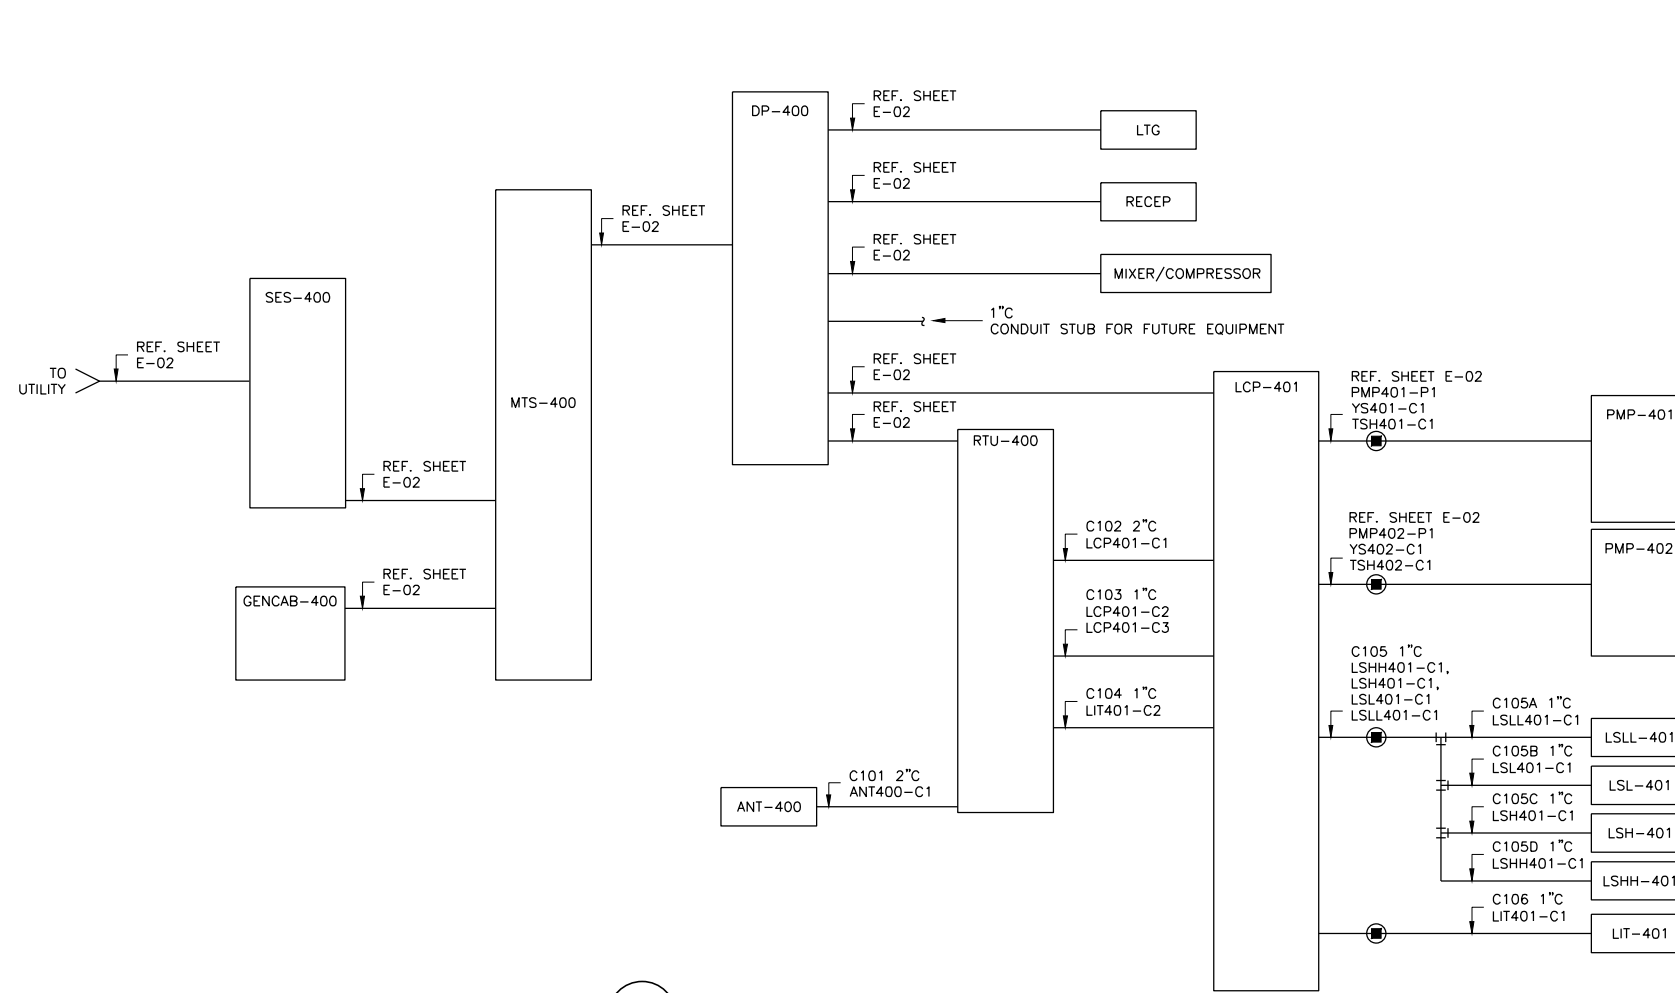 TO
UTILITY
REF. SHEET
E-02
SES-400
REF. SHEET
E-02
GENCAB-400
REF. SHEET
E-02
MTS-400
REF. SHEET
E-02
DP-400
REF. SHEET
E-02
LTG
REF. SHEET
E-02
RECEP
REF. SHEET
E-02
MIXER/COMPRESSOR
1"C
CONDUIT STUB FOR FUTURE EQUIPMENT
REF. SHEET
E-02
REF. SHEET
E-02
RTU-400
C102 2"C
LCP401-C1
C103 1"C
LCP401-C2
LCP401-C3
C104 1"C
LIT401-C2
C101 2"C
ANT400-C1
ANT-400
LCP-401
REF. SHEET E-02
PMP401-P1
YS401-C1
TSH401-C1
PMP-401
REF. SHEET E-02
PMP402-P1
YS402-C1
TSH402-C1
PMP-402
C105 1"C
LSHH401-C1,
LSH401-C1,
LSL401-C1
LSLL401-C1
C105A 1"C
LSLL401-C1
LSLL-401
C105B 1"C
LSL401-C1
LSL-401
C105C 1"C
LSH401-C1
LSH-401
C105D 1"C
LSHH401-C1
LSHH-401
C106 1"C
LIT401-C1
LIT-401